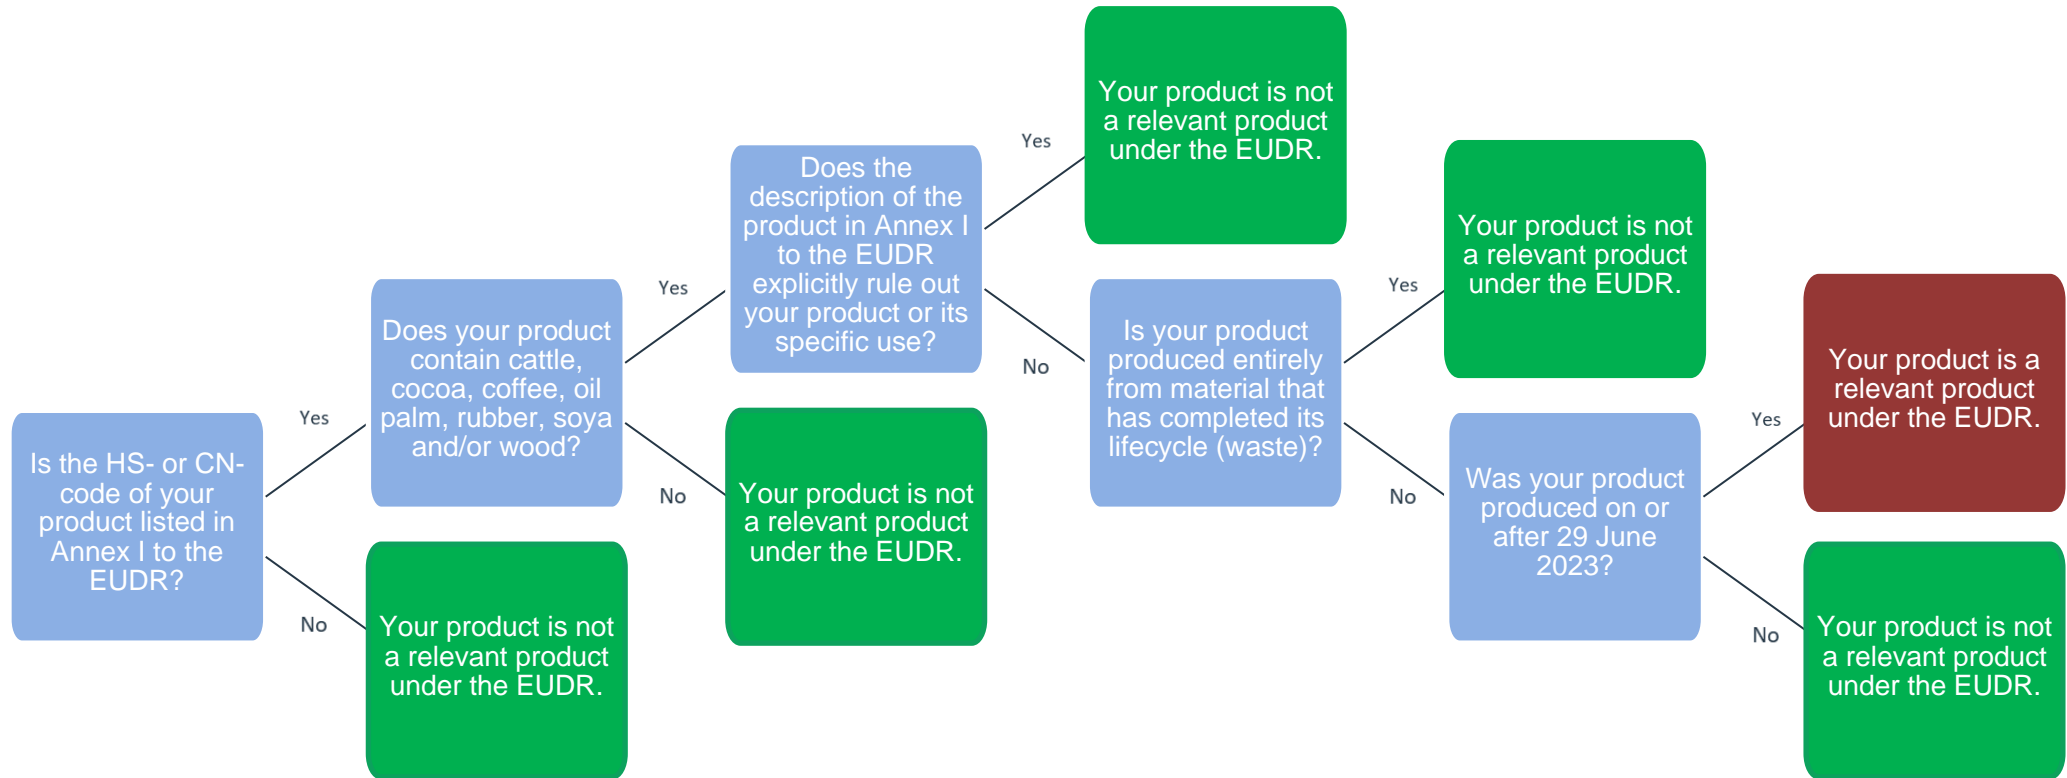 Is the HS- or CN-
code of your
product listed in
Annex I to the
EUDR?
Yes
No
Does your product
contain cattle,
cocoa, coffee, oil
palm, rubber, soya
and/or wood?
Your product is not
a relevant product
under the EUDR.
Yes
No
Does the
description of the
product in Annex I
to the EUDR
explicitly rule out
your product or its
specific use?
Your product is not
a relevant product
under the EUDR.
Yes
No
Your product is not
a relevant product
under the EUDR.
Is your product
produced entirely
from material that
has completed its
lifecycle (waste)?
Yes
No
Your product is not
a relevant product
under the EUDR.
Was your product
produced on or
after 29 June
2023?
Yes
No
Your product is a
relevant product
under the EUDR.
Your product is not
a relevant product
under the EUDR.